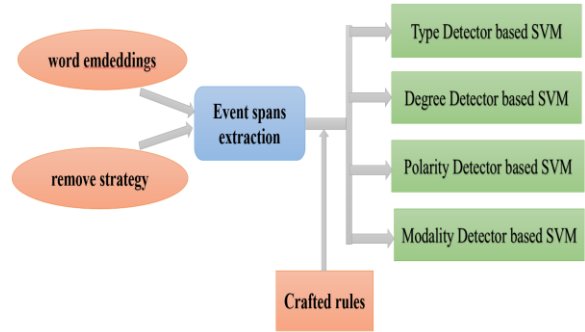 word emdeddings
remove strategy
Event spans
extraction
Crafted rules
Type Detector based SVM
Degree Detector based SVM
Polarity Detector based SVM
Modality Detector based SVM